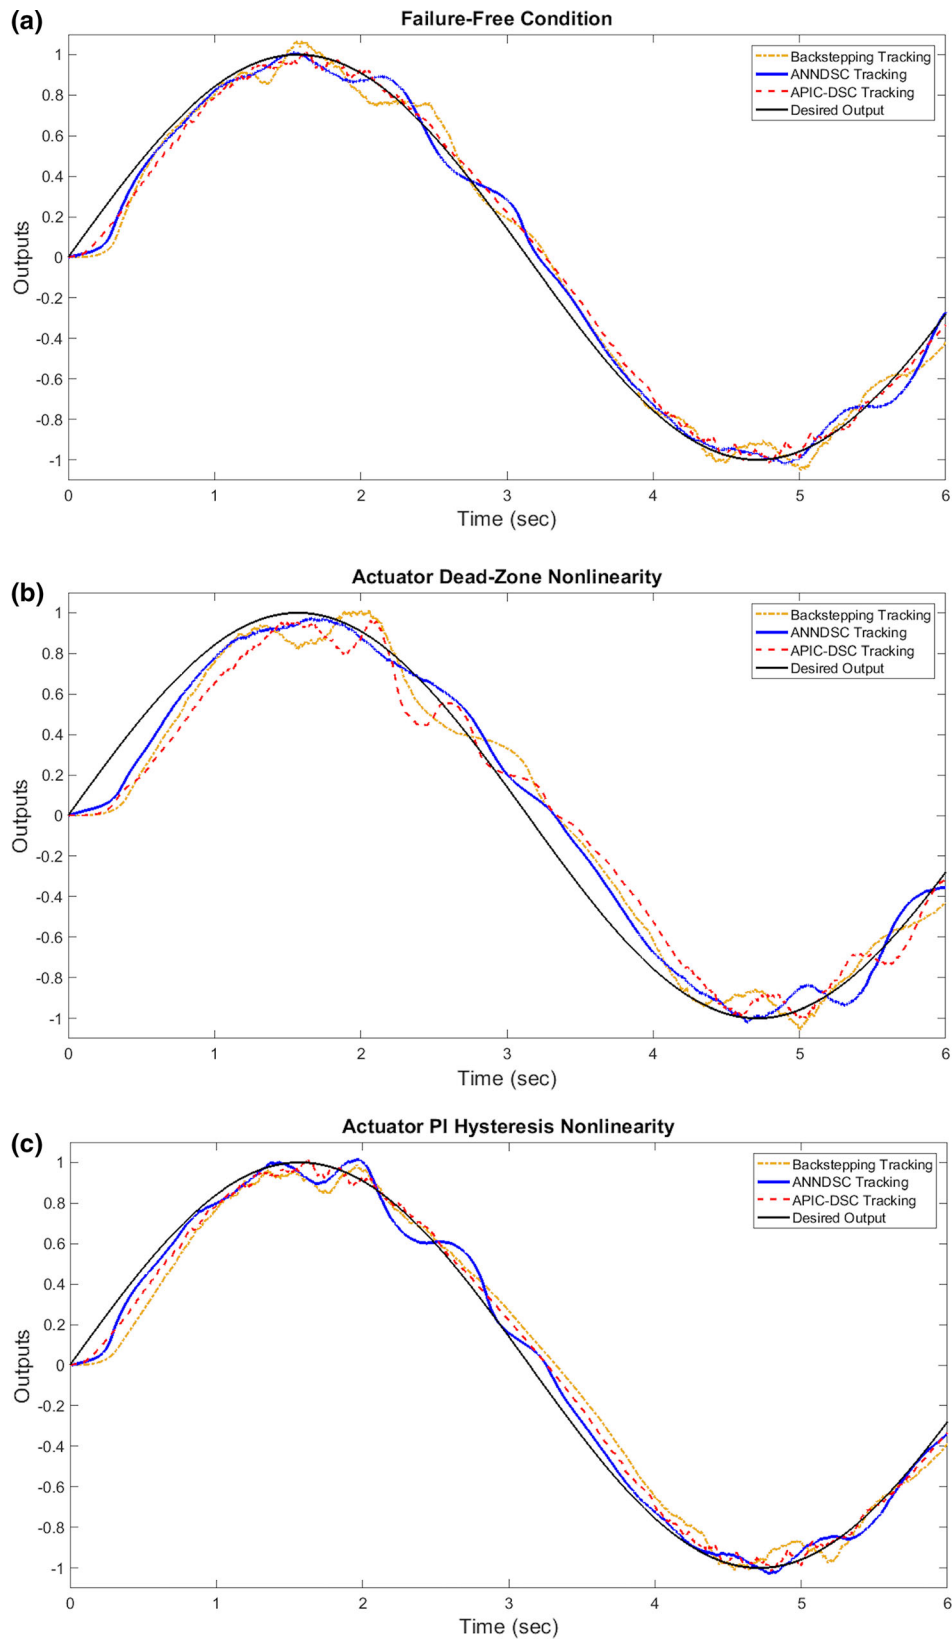 (a)
Failure-Free Condition
Backstepping Tracking
ANNDSC Tracking
APIC-DSC Tracking
Desired Output
1
0.8
0.6
0.4
0.2
0
-0.2
-0.4
-0.6
-0.8
-1
Outputs
0 1 2 3 4 5 6
Time (sec)
(b)
Actuator Dead-Zone Nonlinearity
Backstepping Tracking
ANNDSC Tracking
APIC-DSC Tracking
Desired Output
1
0.8
0.6
0.4
0.2
0
-0.2
-0.4
-0.6
-0.8
-1
Outputs
0 1 2 3 4 5 6
Time (sec)
(c)
Actuator PI Hysteresis Nonlinearity
Backstepping Tracking
ANNDSC Tracking
APIC-DSC Tracking
Desired Output
1
0.8
0.6
0.4
0.2
0
-0.2
-0.4
-0.6
-0.8
-1
Outputs
0 1 2 3 4 5 6
Time (sec)